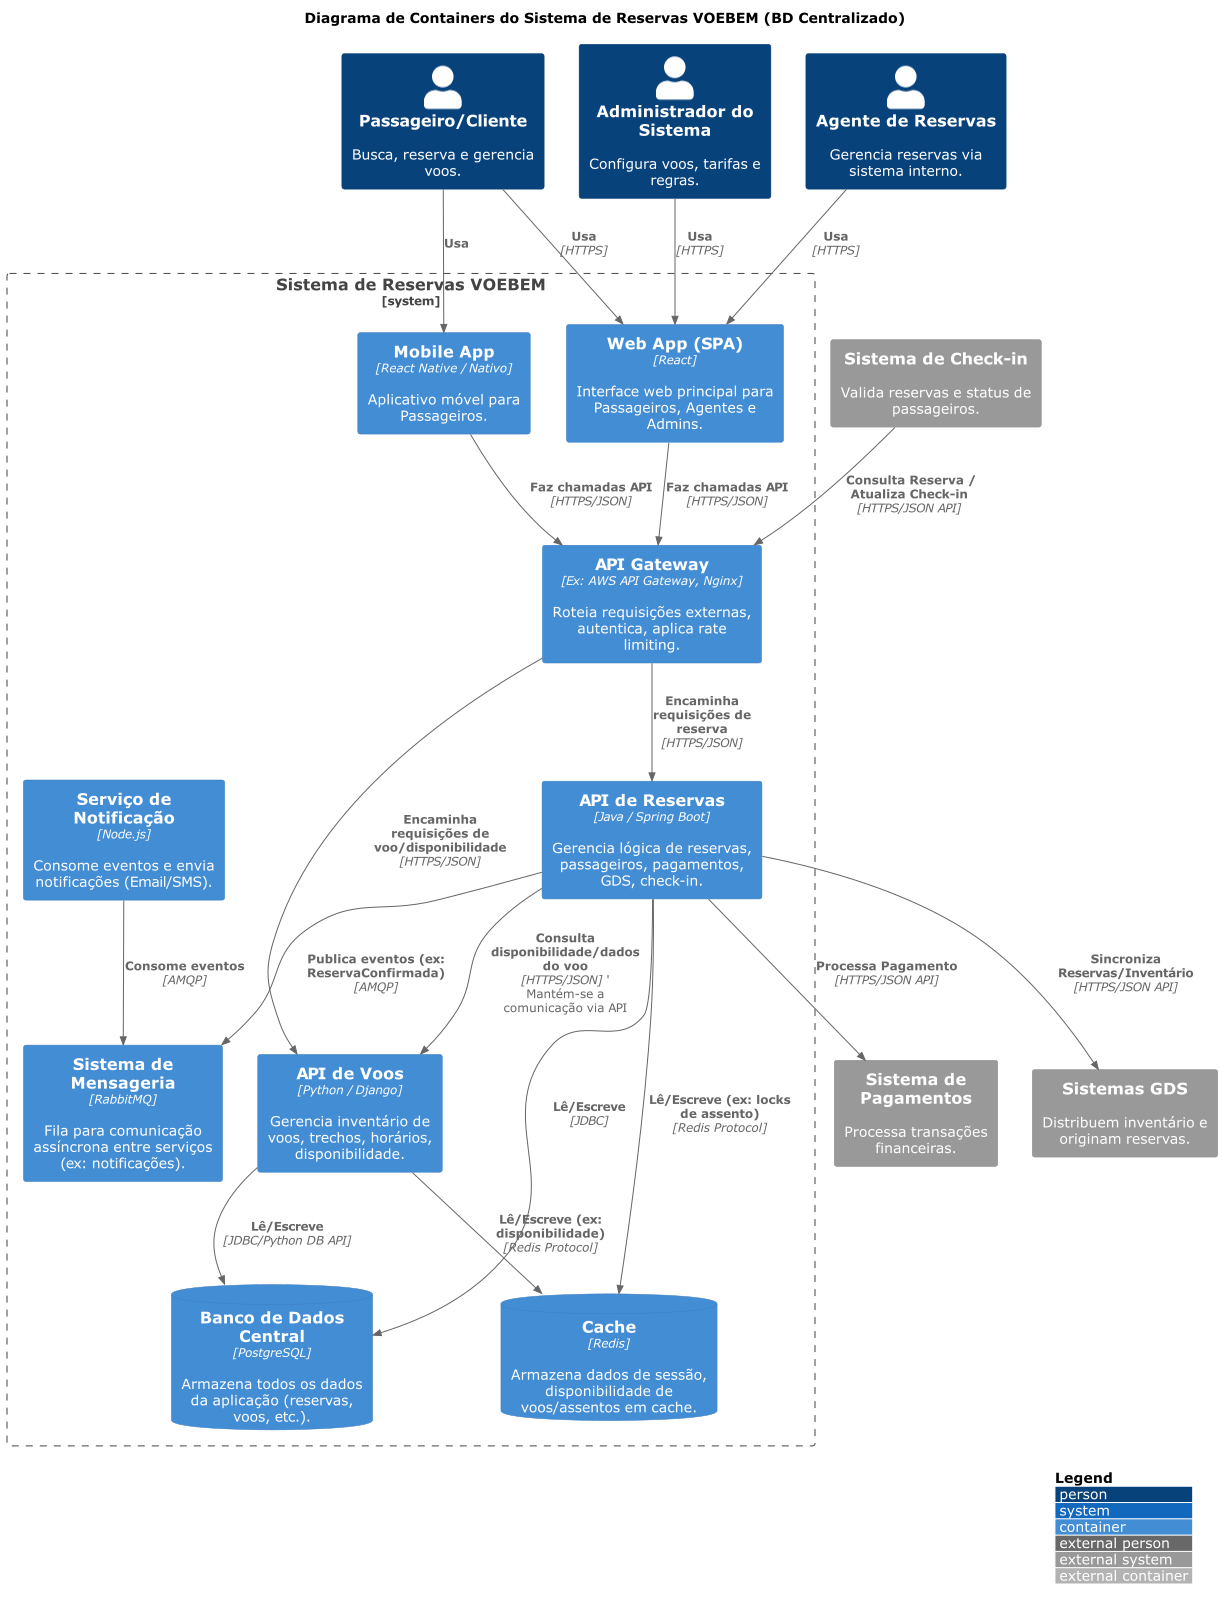 Diagrama de Containers do Sistema de Reservas VOEBEM (BD Centralizado)
Passageiro/Cliente
Busca, reserva e gerencia
voos.
Administrador do
Sistema
Configura voos, tarifas e
regras.
Agente de Reservas
Gerencia reservas via
sistema interno.
Usa
Usa
[HTTPS]
Usa
[HTTPS]
Usa
[HTTPS]
Sistema de Reservas VOEBEM
[system]
Mobile App
[React Native / Nativo]
Aplicativo móvel para
Passageiros.
Web App (SPA)
[React]
Interface web principal para
Passageiros, Agentes e
Admins.
Sistema de Check-in
Valida reservas e status de
passageiros.
Faz chamadas API
[HTTPS/JSON]
Faz chamadas API
[HTTPS/JSON]
Consulta Reserva /
Atualiza Check-in
[HTTPS/JSON API]
API Gateway
[Ex: AWS API Gateway, Nginx]
Roteia requisições externas,
autentica, aplica rate
limiting.
Encaminha
requisições de
reserva
[HTTPS/JSON]
Serviço de
Notificação
[Node.js]
Consome eventos e envia
notificações (Email/SMS).
Encaminha
requisições de
voo/disponibilidade
[HTTPS/JSON]
API de Reservas
[Java / Spring Boot]
Gerencia lógica de reservas,
passageiros, pagamentos,
GDS, check-in.
Consome eventos
[AMQP]
Publica eventos (ex:
ReservaConfirmada)
[AMQP]
Consulta
disponibilidade/dados
do voo
[HTTPS/JSON] '
Mantém-se a
comunicação via API
Processa Pagamento
[HTTPS/JSON API]
Sincroniza
Reservas/Inventário
[HTTPS/JSON API]
Sistema de
Mensageria
[RabbitMQ]
Fila para comunicação
assíncrona entre serviços
(ex: notificações).
API de Voos
[Python / Django]
Gerencia inventário de
voos, trechos, horários,
disponibilidade.
Lê/Escreve
[JDBC]
Lê/Escreve (ex: locks
de assento)
[Redis Protocol]
Sistema de
Pagamentos
Processa transações
financeiras.
Sistemas GDS
Distribuem inventário e
originam reservas.
Lê/Escreve
[JDBC/Python DB API]
Lê/Escreve (ex:
disponibilidade)
[Redis Protocol]
Banco de Dados
Central
[PostgreSQL]
Armazena todos os dados
da aplicação (reservas,
voos, etc.).
Cache
[Redis]
Armazena dados de sessão,
disponibilidade de
voos/assentos em cache.
Legend
person
system
container
external person
external system
external container